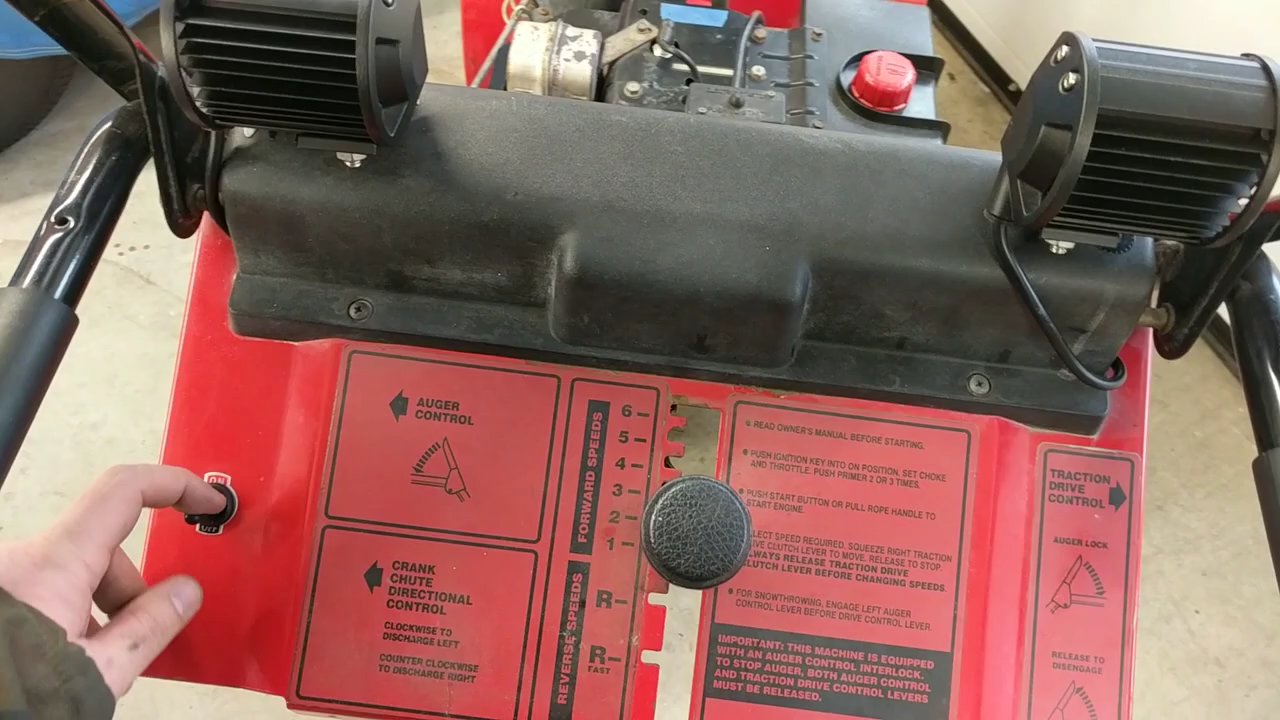 ON
UIT
AUGER
CONTROL
CRANK
CHUTE
DIRECTIONAL
CONTROL
CLOCKWISE TO
DISCHARGE LEFT
COUNTER CLOCKWISE
TO DISCHARGE RIGHT
FORWARD SPEEDS
6
5
4
3
2
1
REVERSE SPEEDS
R
R
FAST
READ OWNER'S MANUAL BEFORE STARTING.
PUSH IGNITION KEY INTO ON POSITION. SET CHOKE
AND THROTTLE. PUSH PRIMER 2 OR 3 TIMES.
PUSH START BUTTON OR PULL ROPE HANDLE TO
START ENGINE.
SPEED REQUIRED. SQUEEZE RIGHT TRACTION
CLUTCH LEVER TO MOVE. RELEASE TO STOP.
RELEASE TRACTION DRIVE
LEVER BEFORE CHANGING SPEEDS.
FOR SNOWTHROWING, ENGAGE LEFT AUGER
CONTROL LEVER BEFORE DRIVE CONTROL LEVER.
IMPORTANT: THIS MACHINE IS EQUIPPED
WITH AN AUGER CONTROL INTERLOCK.
TO STOP AUGER, BOTH AUGER CONTROL
AND TRACTION DRIVE CONTROL LEVERS
MUST BE RELEASED.
TRACTION
DRIVE
CONTROL
AUGER LOCK
RELEASE TO
DISENGAGE